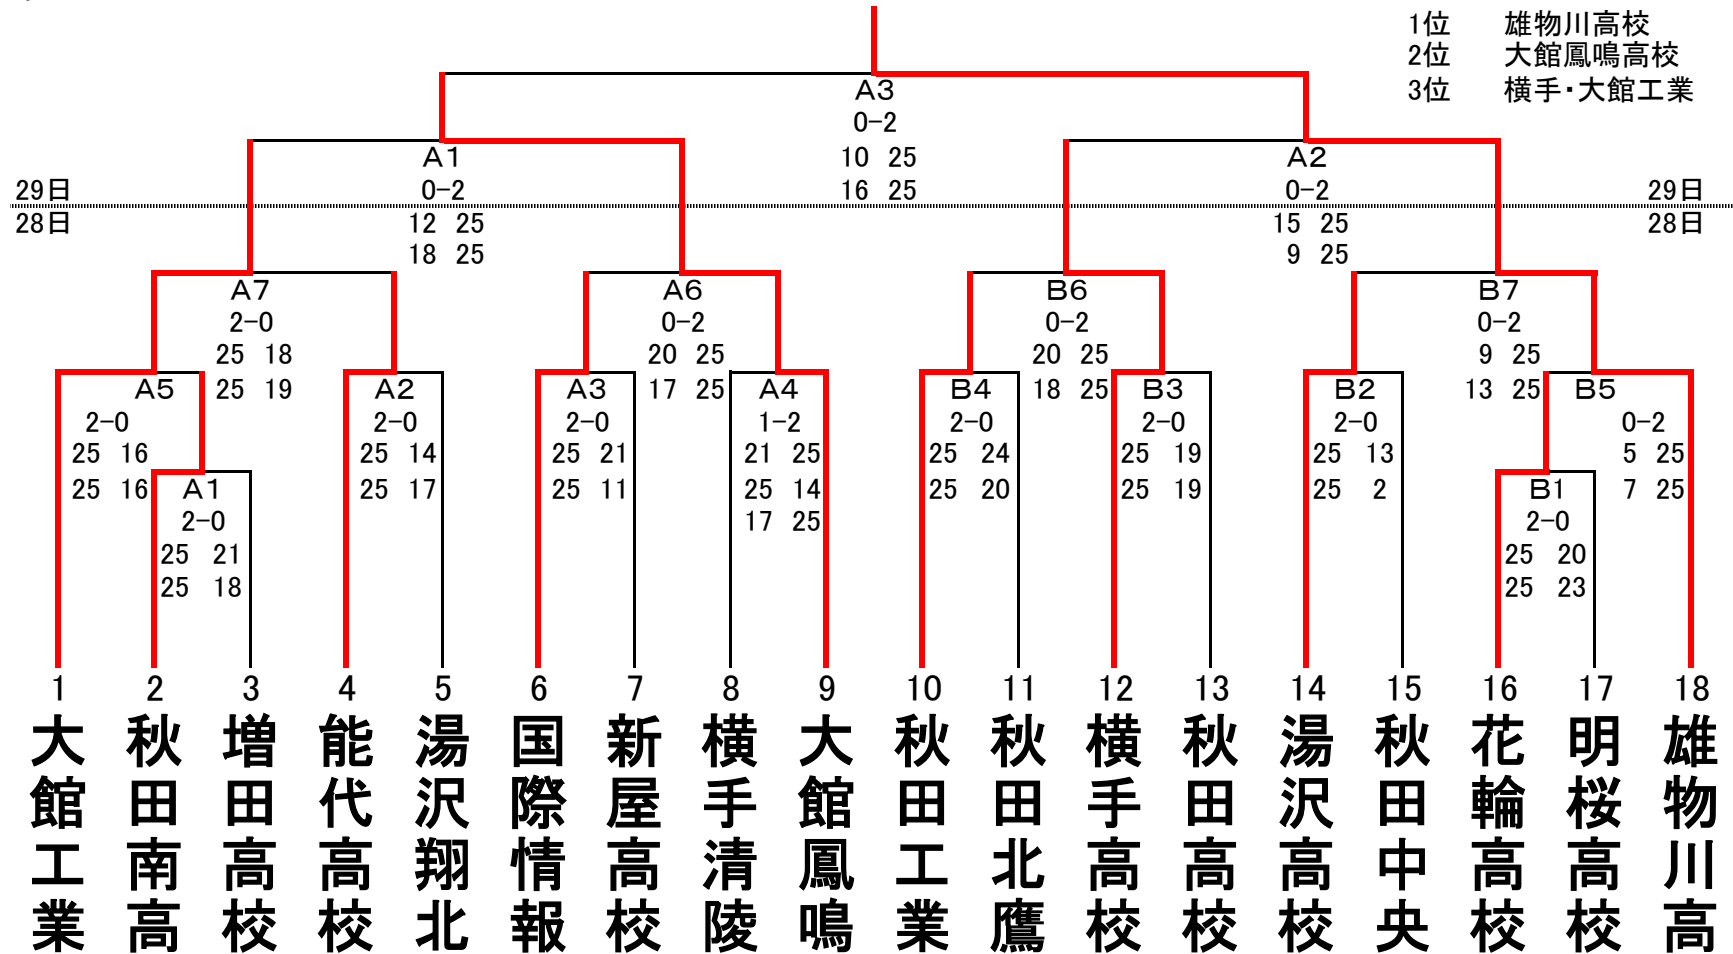 1位 雄物川高校
2位 大館鳳鳴高校
3位 横手・大館工業
A3
0-2
10 25
16 25
A1
0-2
12 25
18 25
A2
0-2
15 25
9 25
29日
29日
28日
28日
A7
2-0
25 18
25 19
A6
0-2
20 25
17 25
B6
0-2
20 25
18 25
B7
0-2
9 25
13 25
A5
2-0
25 16
25 16
A2
2-0
25 14
25 17
A3
2-0
25 21
25 11
A4
1-2
21 25
25 14
17 25
B4
2-0
25 24
25 20
B3
2-0
25 19
25 19
B2
2-0
25 13
25 2
B5
0-2
5 25
7 25
A1
2-0
25 21
25 18
B1
2-0
25 20
25 23
1 2 3 4 5 6 7 8 9 10 11 12 13 14 15 16 17 18
大館工業
秋田南高
増田高校
能代高校
湯沢翔北
国際情報
新屋高校
横手清陵
大館鳳鳴
秋田工業
秋田北鷹
横手高校
秋田高校
湯沢高校
秋田中央
花輪高校
明桜高校
雄物川高